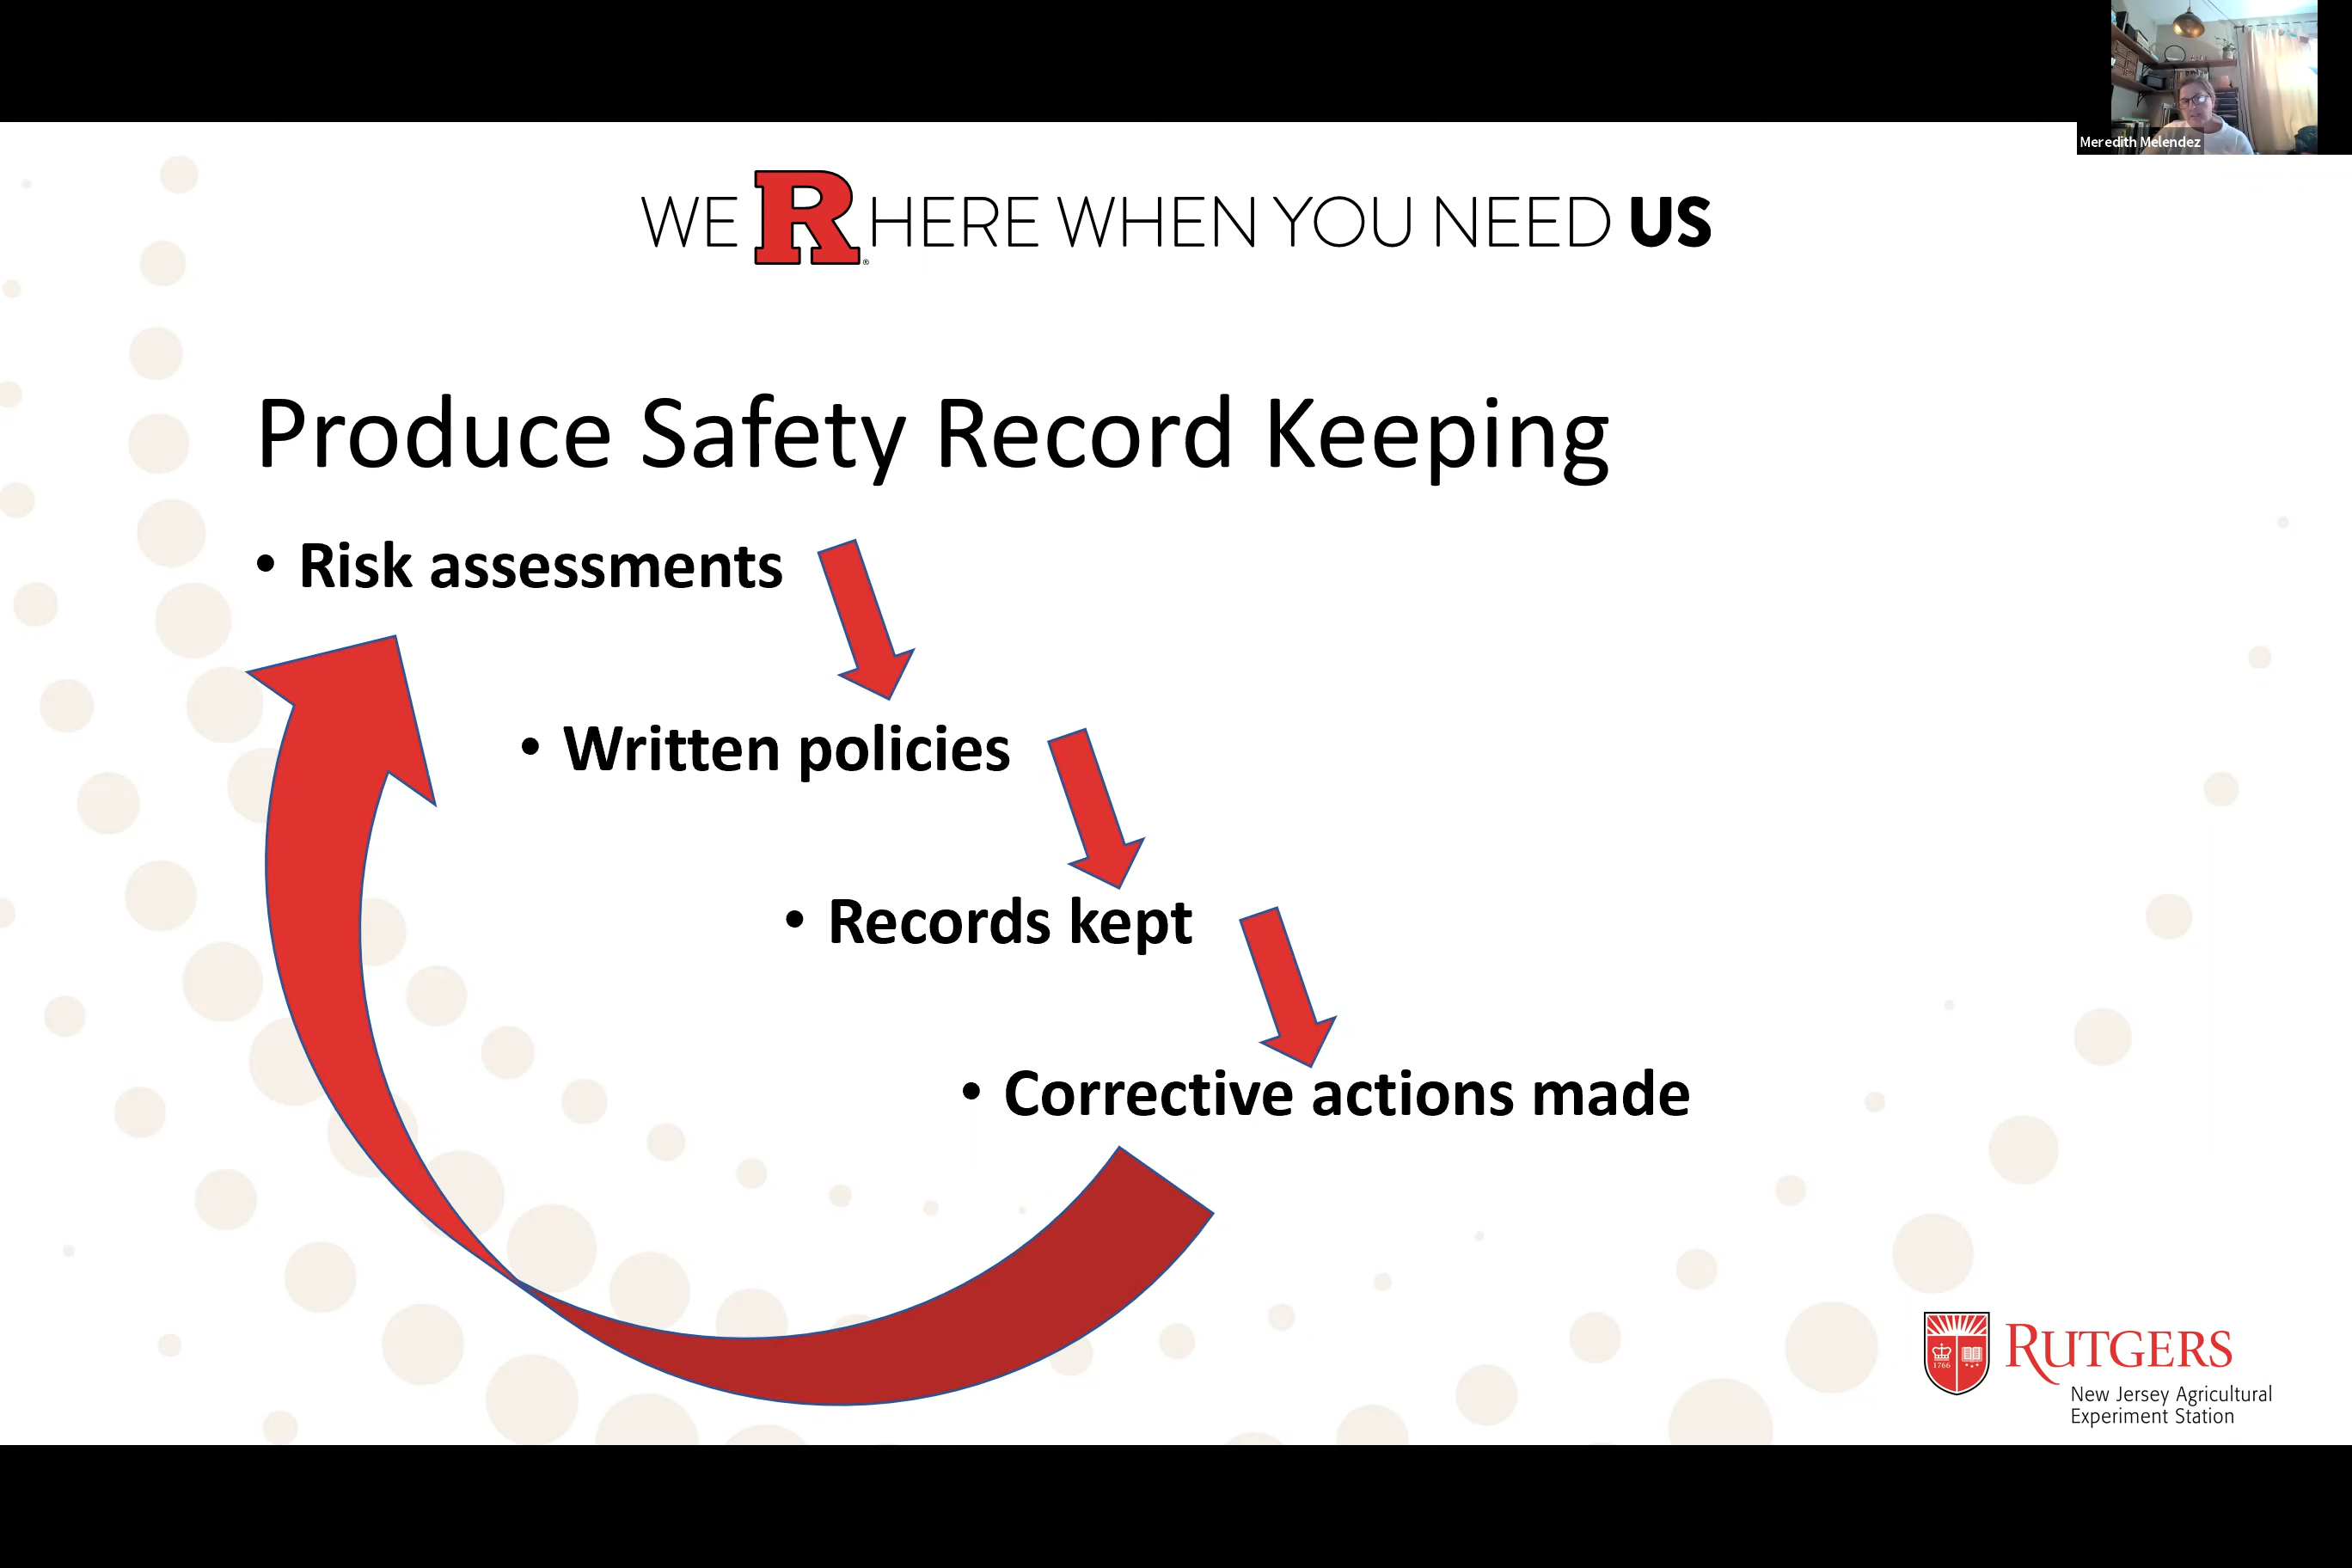 Meredith Melendez
WE R HERE WHEN YOU NEED US
®
Produce Safety Record Keeping
• Risk assessments
• Written policies
• Records kept
• Corrective actions made
1766
RUTGERS
New Jersey Agricultural
Experiment Station